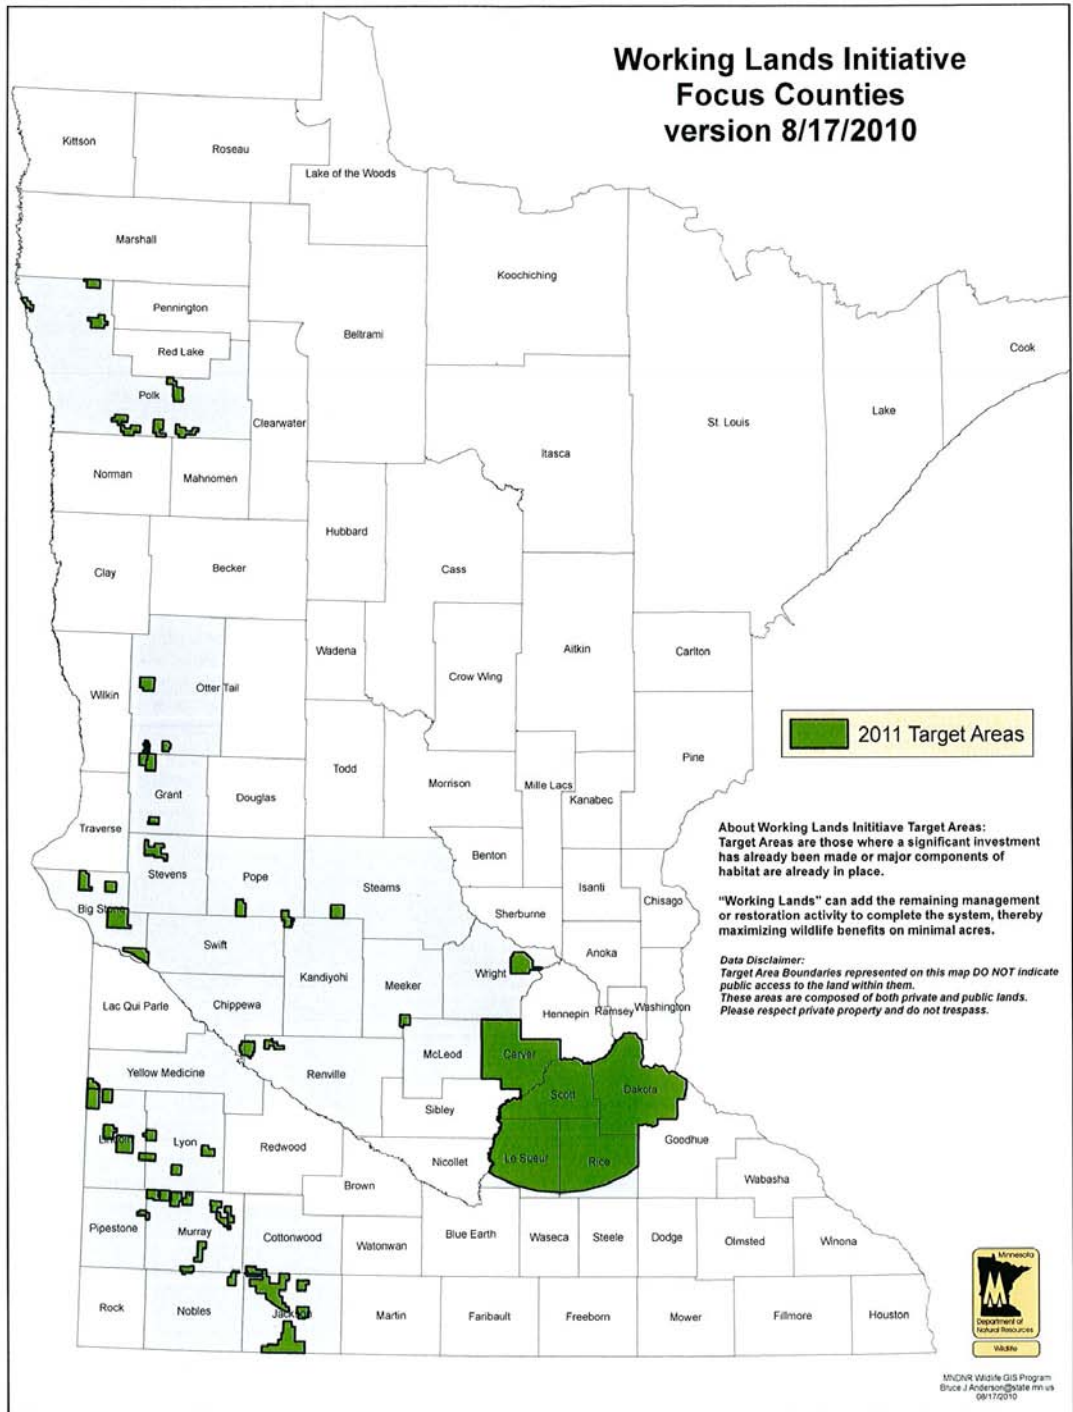 Working Lands Initiative
Focus Counties
version 8/17/2010
Kittson
Roseau
Lake of the Woods
Marshall
Koochiching
Pennington
Beltrami
Red Lake
Cook
Polk
Clearwater
St. Louis
Lake
Itasca
Norman
Mahnomen
Hubbard
Clay
Becker
Cass
Wadena
Aitkin
Carlton
Crow Wing
Wilkin
Otter Tail
2011 Target Areas
Pine
Todd
Morrison
Mille Lacs
Grant
Douglas
Kanabec
Traverse
About Working Lands Inititiave Target Areas:
Target Areas are those where a significant investment
has already been made or major components of
habitat are already in place.
Benton
Stevens
Pope
Stearns
Isanti
Chisago
Big Stone
Sherburne
"Working Lands" can add the remaining management
or restoration activity to complete the system, thereby
maximizing wildlife benefits on minimal acres.
Swift
Anoka
Kandiyohi
Wright
Meeker
Data Disclaimer:
Target Area Boundaries represented on this map DO NOT indicate
public access to the land within them.
These areas are composed of both private and public lands.
Please respect private property and do not trespass.
Lac Qui Parle
Chippewa
Hennepin
Ramsey
Washington
McLeod
Carver
Yellow Medicine
Renville
Scott
Dakota
Sibley
Lincoln
Lyon
Redwood
Goodhue
Nicollet
Le Sueur
Rice
Brown
Wabasha
Pipestone
Murray
Cottonwood
Watonwan
Blue Earth
Waseca
Steele
Dodge
Olmsted
Winona
Rock
Nobles
Jackson
Martin
Faribault
Freeborn
Mower
Fillmore
Houston
Minnesota
M
Department of
Natural Resources
Wildlife
MNDNR Wildlife GIS Program
Bruce.J.Anderson@state.mn.us
08/17/2010